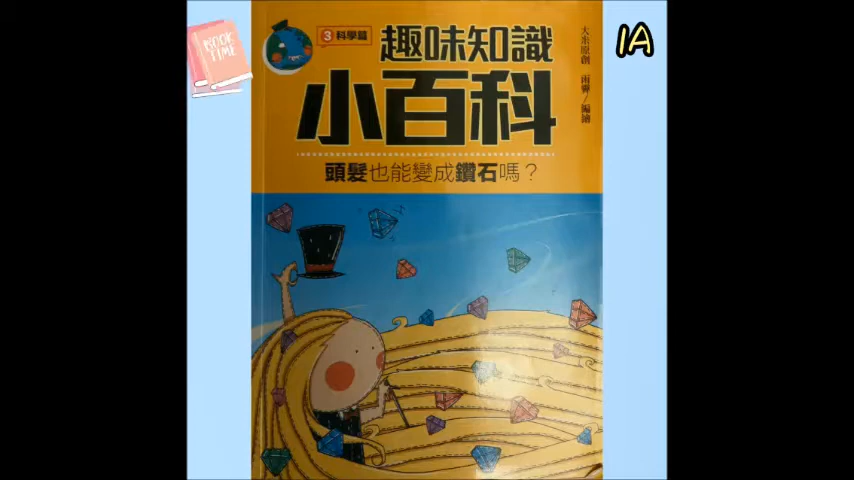 BOOK
TIME
1A
3 科學篇
趣味知識
小百科
大米原創 雨霽/編繪
頭髮也能變成鑽石嗎？